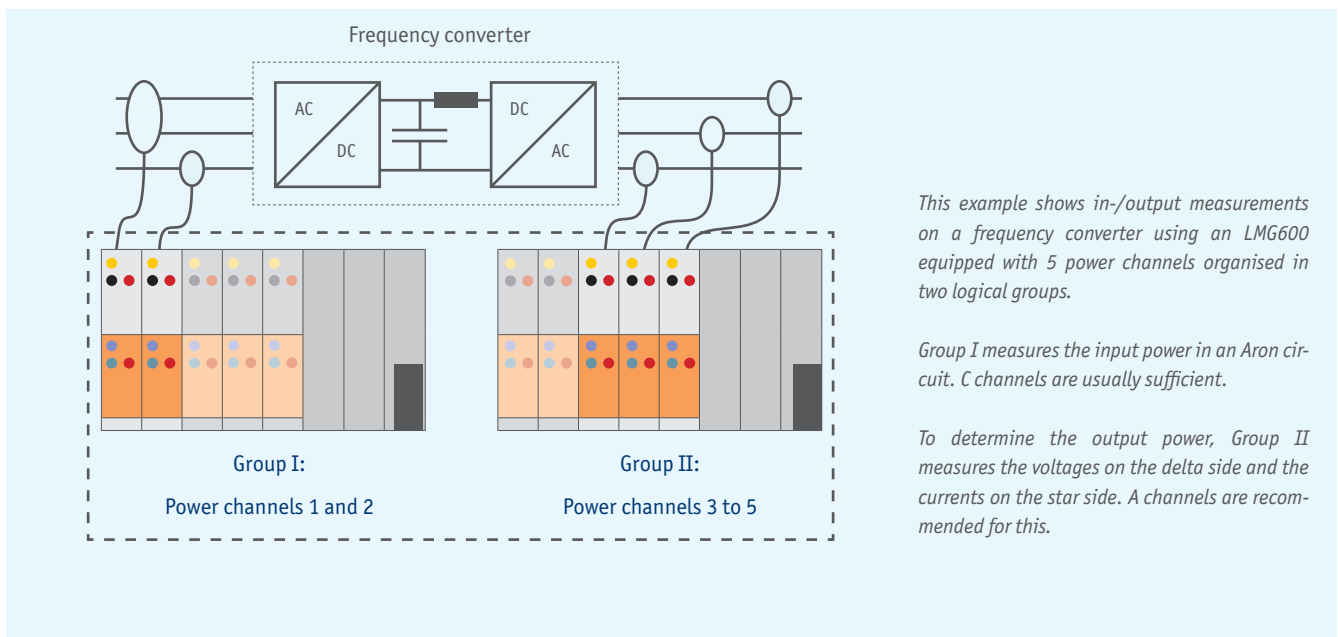 Frequency converter
AC
DC
DC
AC
Group I:
Power channels 1 and 2
Group II:
Power channels 3 to 5
This example shows in-/output measurements
on a frequency converter using an LMG600
equipped with 5 power channels organised in
two logical groups.
Group I measures the input power in an Aron cir-
cuit. C channels are usually sufficient.
To determine the output power, Group II
measures the voltages on the delta side and the
currents on the star side. A channels are recom-
mended for this.